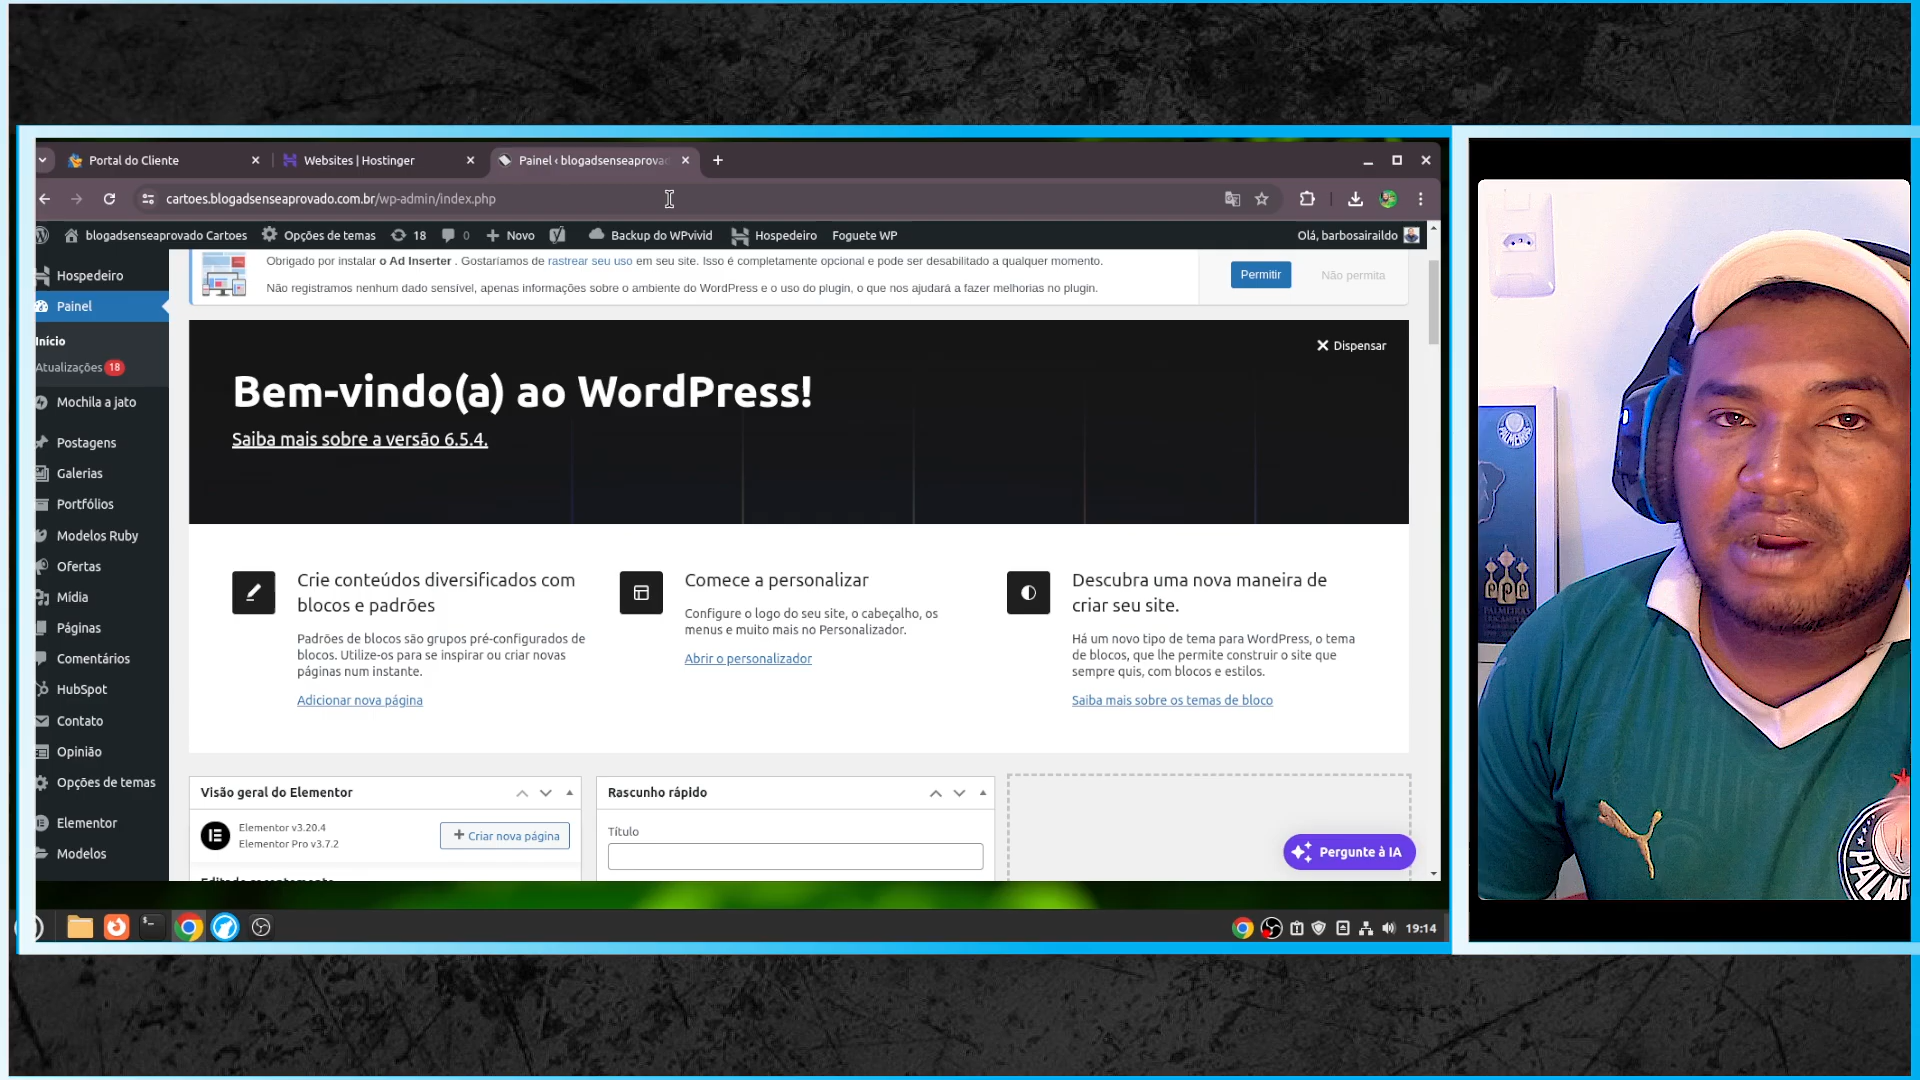 Portal do Cliente
Websites | Hostinger
Painel ‹ blogadsenseaprovad
cartoes.blogadsenseaprovado.com.br/wp-admin/index.php
blogadsenseaprovado Cartoes
Opções de temas
18
0
Novo
Backup do WPvivid
Hospedeiro
Foguete WP
Olá, barbosairaildo
Obrigado por instalar o Ad Inserter . Gostaríamos de rastrear seu uso em seu site. Isso é completamente opcional e pode ser desabilitado a qualquer momento.
Não registramos nenhum dado sensível, apenas informações sobre o ambiente do WordPress e o uso do plugin, o que nos ajudará a fazer melhorias no plugin.
Permitir
Não permita
Hospedeiro
Painel
Início
Atualizações 18
Mochila a jato
Postagens
Galerias
Portfólios
Modelos Ruby
Ofertas
Mídia
Páginas
Comentários
HubSpot
Contato
Opinião
Opções de temas
Elementor
Modelos
Dispensar
Bem-vindo(a) ao WordPress!
Saiba mais sobre a versão 6.5.4.
Crie conteúdos diversificados com
blocos e padrões
Padrões de blocos são grupos pré-configurados de
blocos. Utilize-os para se inspirar ou criar novas
páginas num instante.
Adicionar nova página
Comece a personalizar
Configure o logo do seu site, o cabeçalho, os
menus e muito mais no Personalizador.
Abrir o personalizador
Descubra uma nova maneira de
criar seu site.
Há um novo tipo de tema para WordPress, o tema
de blocos, que lhe permite construir o site que
sempre quis, com blocos e estilos.
Saiba mais sobre os temas de bloco
Visão geral do Elementor
Elementor v3.20.4
Elementor Pro v3.7.2
Criar nova página
Rascunho rápido
Título
Pergunte à IA
19:14
PALMEIRAS
PALMEIRAS
PALM